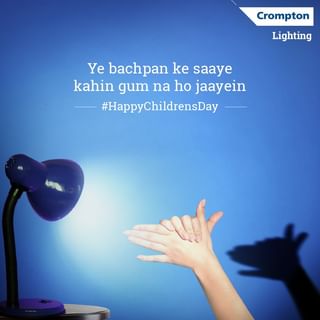 Crompton
Lighting
Ye bachpan ke saaye
kahin gum na ho jaayein
#HappyChildrensDay